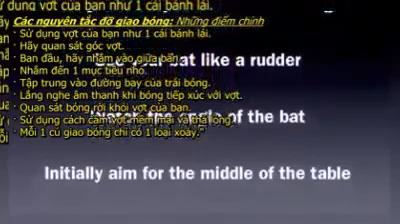 ử dụng vợt của bạn như 1 cái bánh lái.
Các nguyên tắc đỡ giao bóng: Những điểm chính
· Sử dụng vợt của bạn như 1 cái bánh lái.
· Hãy quan sát góc vợt.
· Ban đầu, hãy nhắm vào giữa bàn
bat like a rudder
· Nhắm đến 1 mục tiêu nhỏ.
· Tập trung vào đường bay của trái bóng.
· Lắng nghe âm thanh khi bóng tiếp xúc với vợt.
· Quan sát bóng rời khỏi vợt của bạn.
of the bat
· Sử dụng cách cầm vợt mềm mại và thả lỏng.
· Mỗi 1 cú giao bóng chỉ có 1 loại xoáy."
Initially aim for the middle of the table